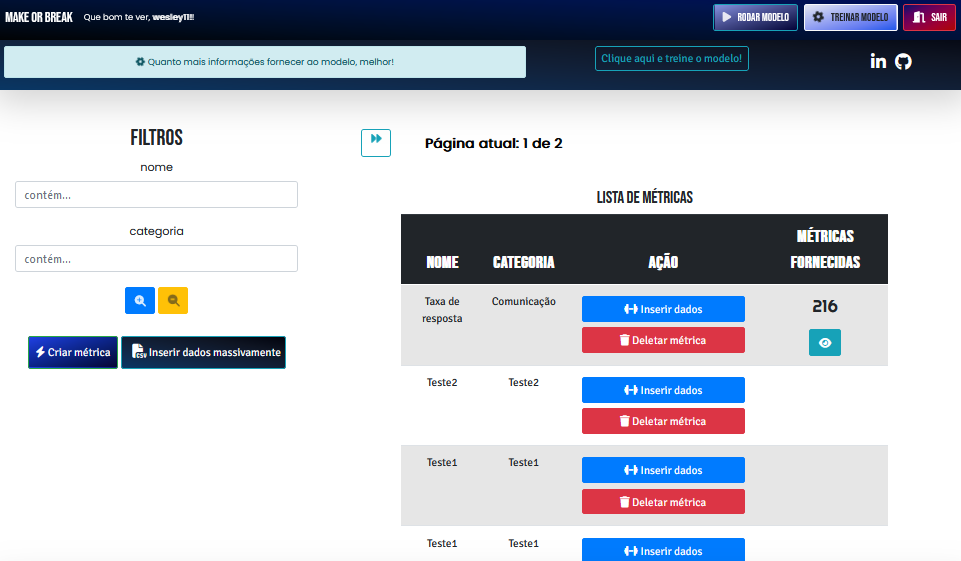 MAKE OR BREAK Que bom te ver, wesley11!! RODAR MODELO TREINAR MODELO SAIR
Quanto mais informações fornecer ao modelo, melhor! Clique aqui e treine o modelo!
FILTROS
nome
contém...
categoria
contém...
Criar métrica CSV Inserir dados massivamente
Página atual: 1 de 2
LISTA DE MÉTRICAS
NOME CATEGORIA AÇÃO MÉTRICAS
FORNECIDAS
Taxa de
resposta
Comunicação
Inserir dados
Deletar métrica
216
Teste2 Teste2 Inserir dados
Deletar métrica
Teste1 Teste1 Inserir dados
Deletar métrica
Teste1 Teste1 Inserir dados